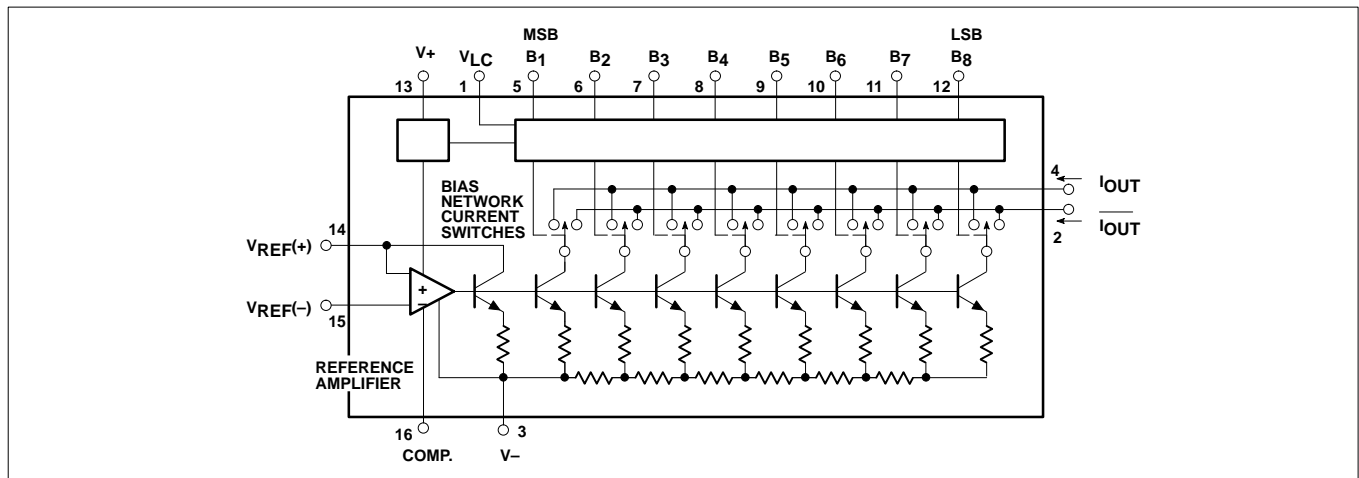 MSB LSB
V+ VLC B1 B2 B3 B4 B5 B6 B7 B8
13 1 5 6 7 8 9 10 11 12
4 IOUT
BIAS
NETWORK
CURRENT
SWITCHES
2 IOUT
14
VREF(+)
+
–
VREF(–)
15
REFERENCE
AMPLIFIER
16 3
COMP. V–